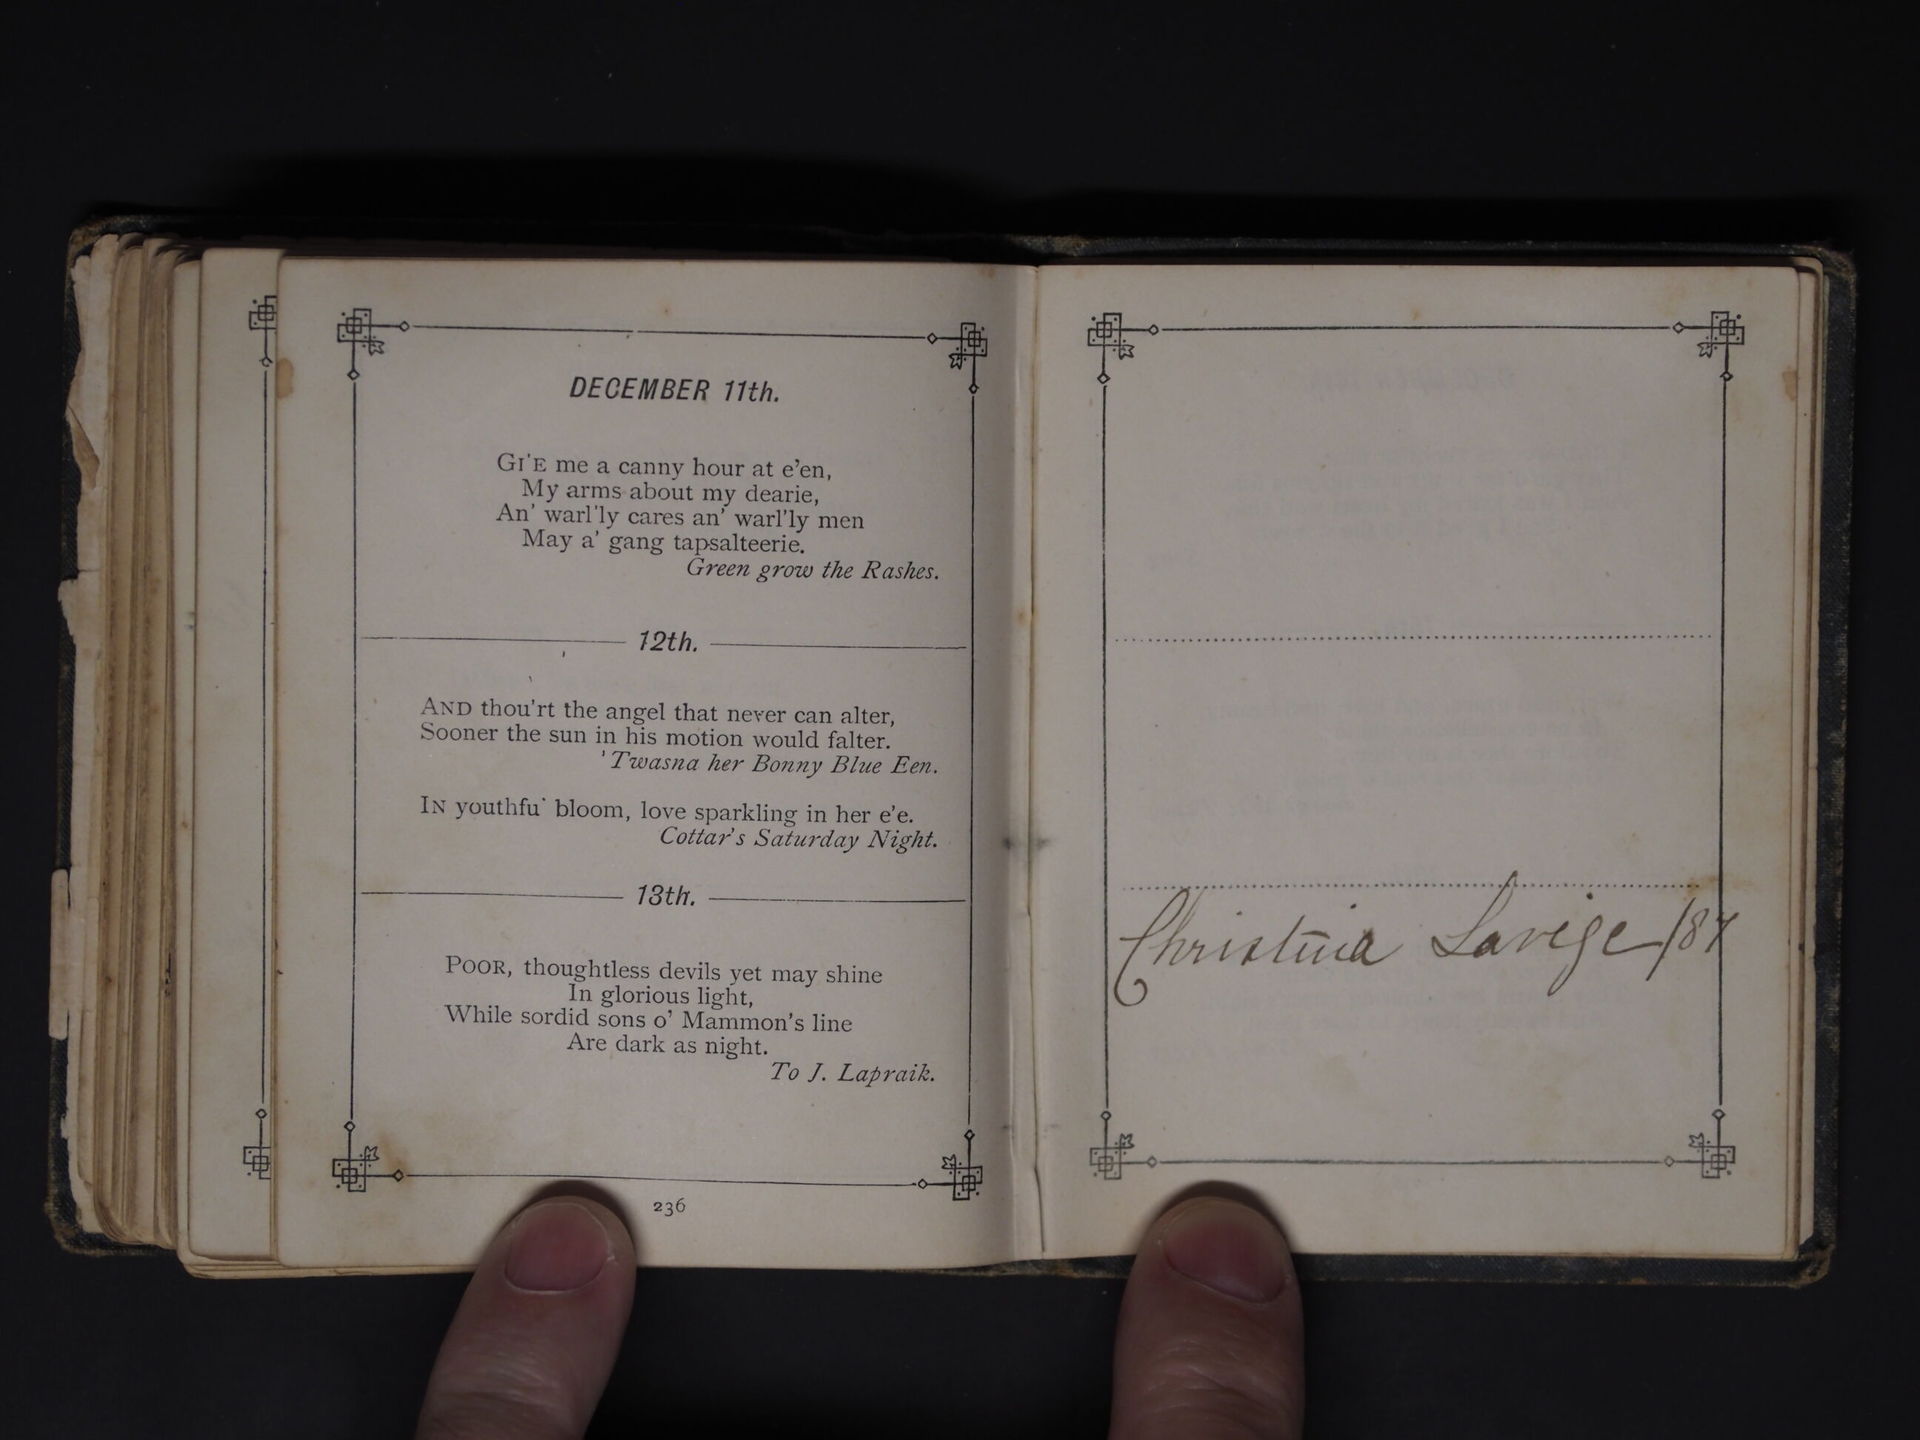 DECEMBER 11th.
GI'E me a canny hour at e'en,
My arms about my dearie,
An' warl'ly cares an' warl'ly men
May a' gang tapsalteerie.
Green grow the Rashes.
12th.
AND thou'rt the angel that never can alter,
Sooner the sun in his motion would falter.
'Twasna her Bonny Blue Een.
IN youthfu' bloom, love sparkling in her e'e.
Cottar's Saturday Night.
13th.
POOR, thoughtless devils yet may shine
In glorious light,
While sordid sons o' Mammon's line
Are dark as night.
To J. Lapraik.
236
Christina /87